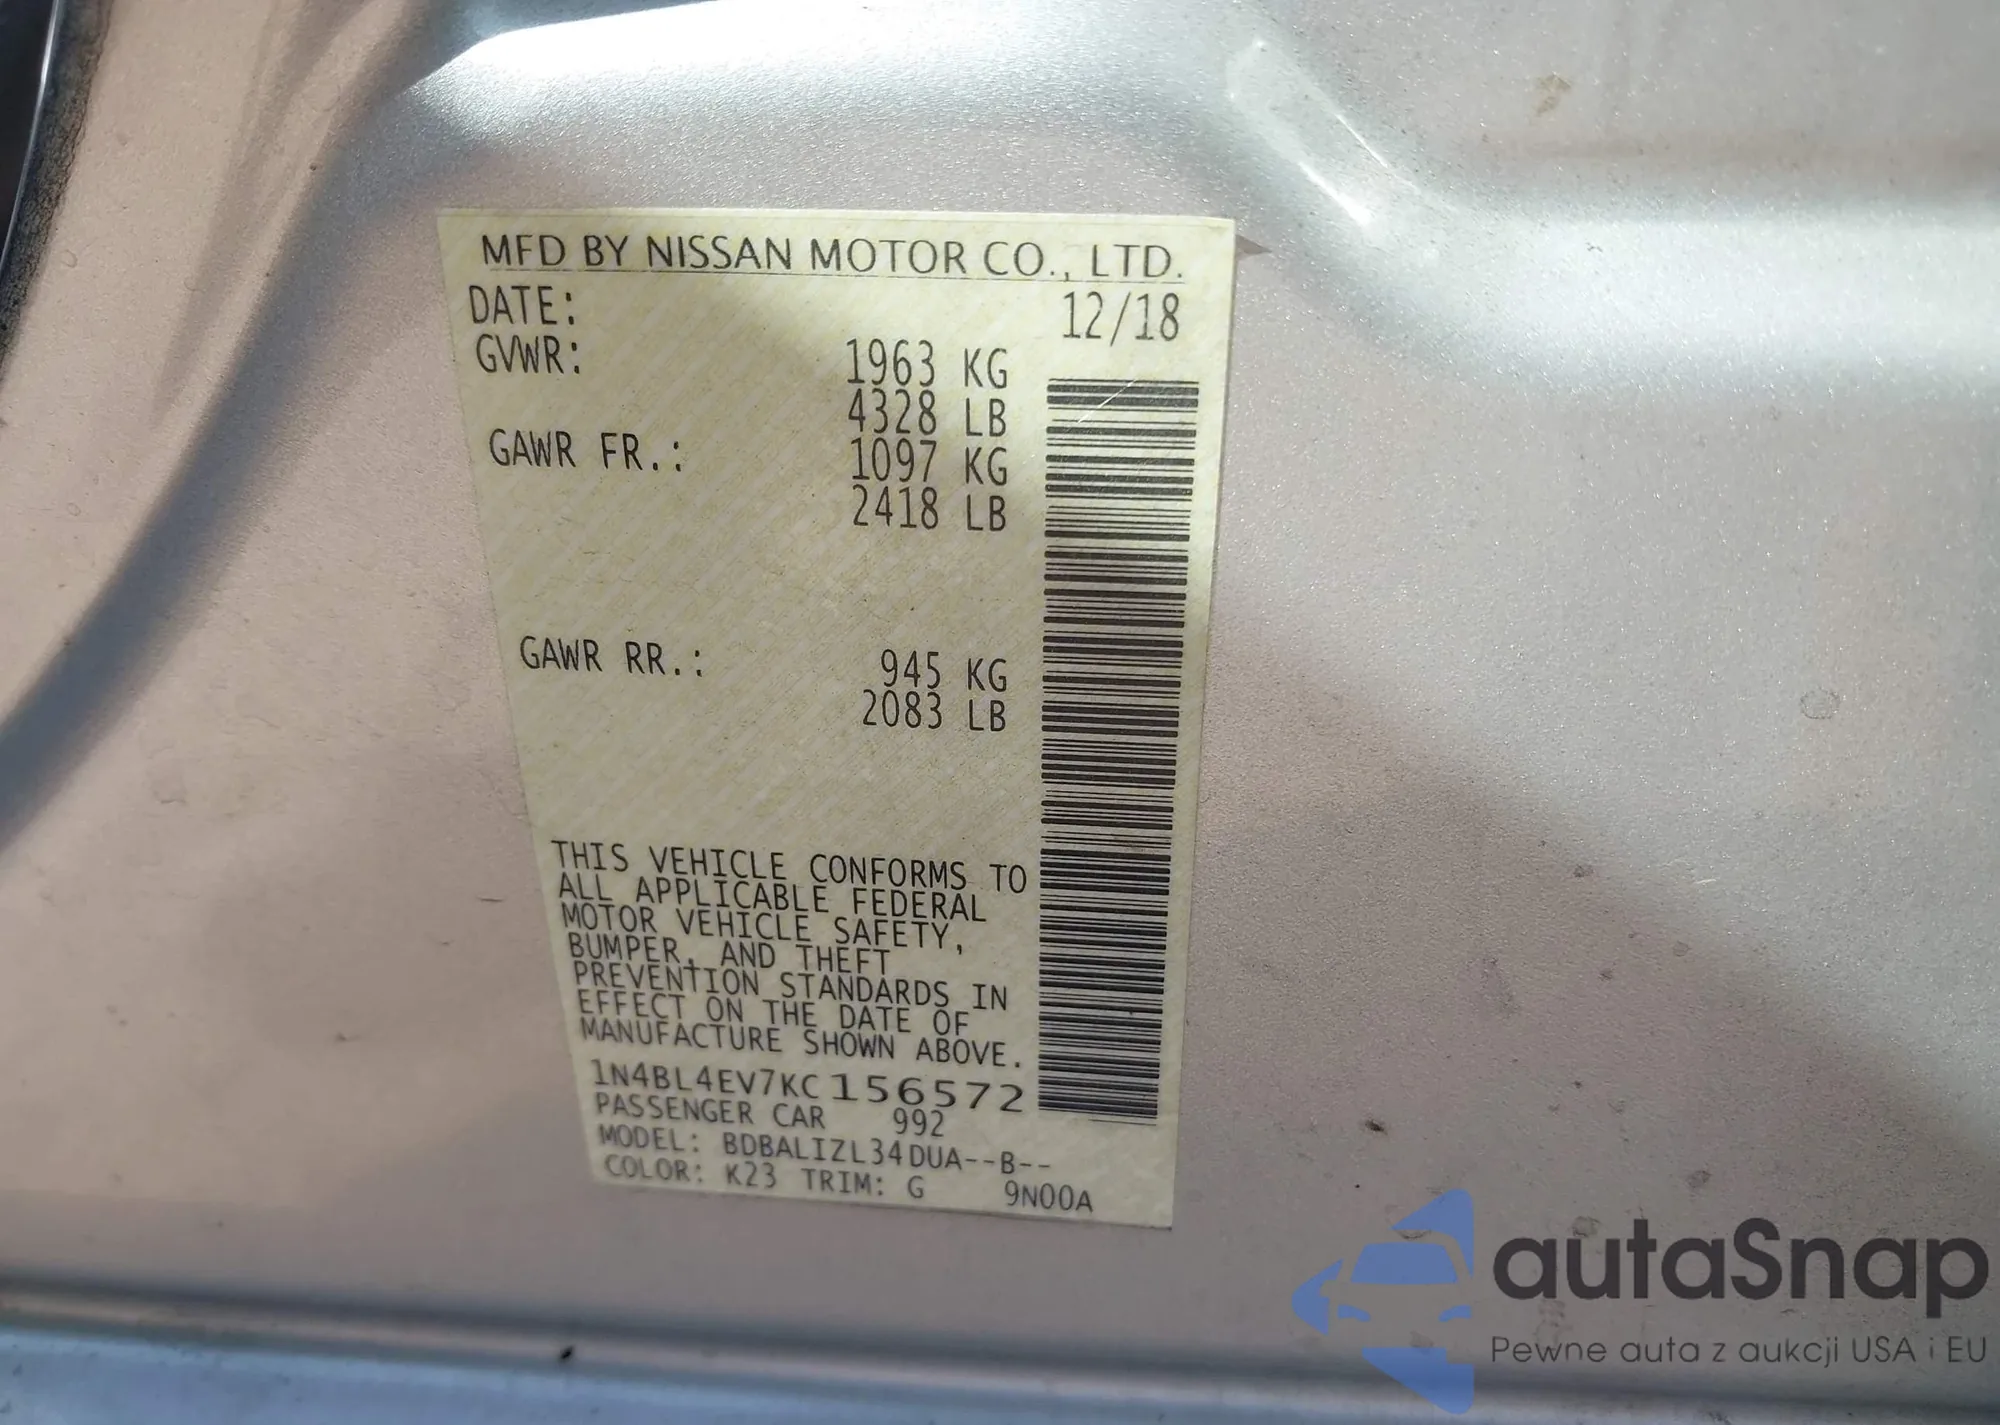 MFD BY NISSAN MOTOR CO., LTD.
DATE: 12/18
GVWR: 1963 KG
4328 LB
GAWR FR.: 1097 KG
2418 LB
GAWR RR.: 945 KG
2083 LB
THIS VEHICLE CONFORMS TO
ALL APPLICABLE FEDERAL
MOTOR VEHICLE SAFETY,
BUMPER, AND THEFT
PREVENTION STANDARDS IN
EFFECT ON THE DATE OF
MANUFACTURE SHOWN ABOVE.
1N4BL4EV7KC156572
PASSENGER CAR 992
MODEL: BDBALIZL34DUA--B--
COLOR: K23 TRIM: G 9N00A
autaSnap
Pewne auta z aukcji USA i EU